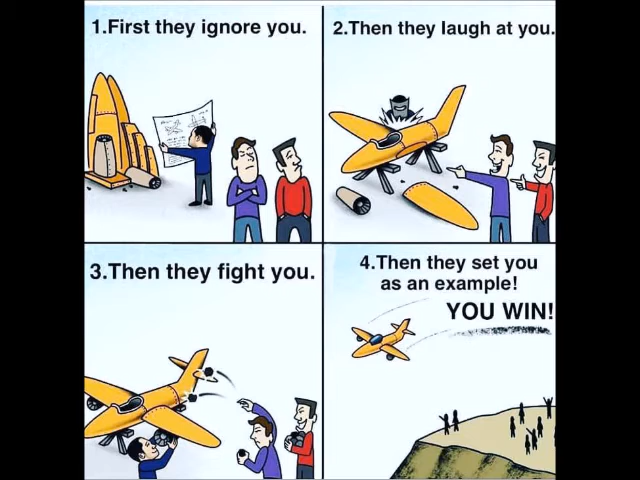 1.First they ignore you.
2.Then they laugh at you.
3.Then they fight you.
4.Then they set you
as an example!
YOU WIN!